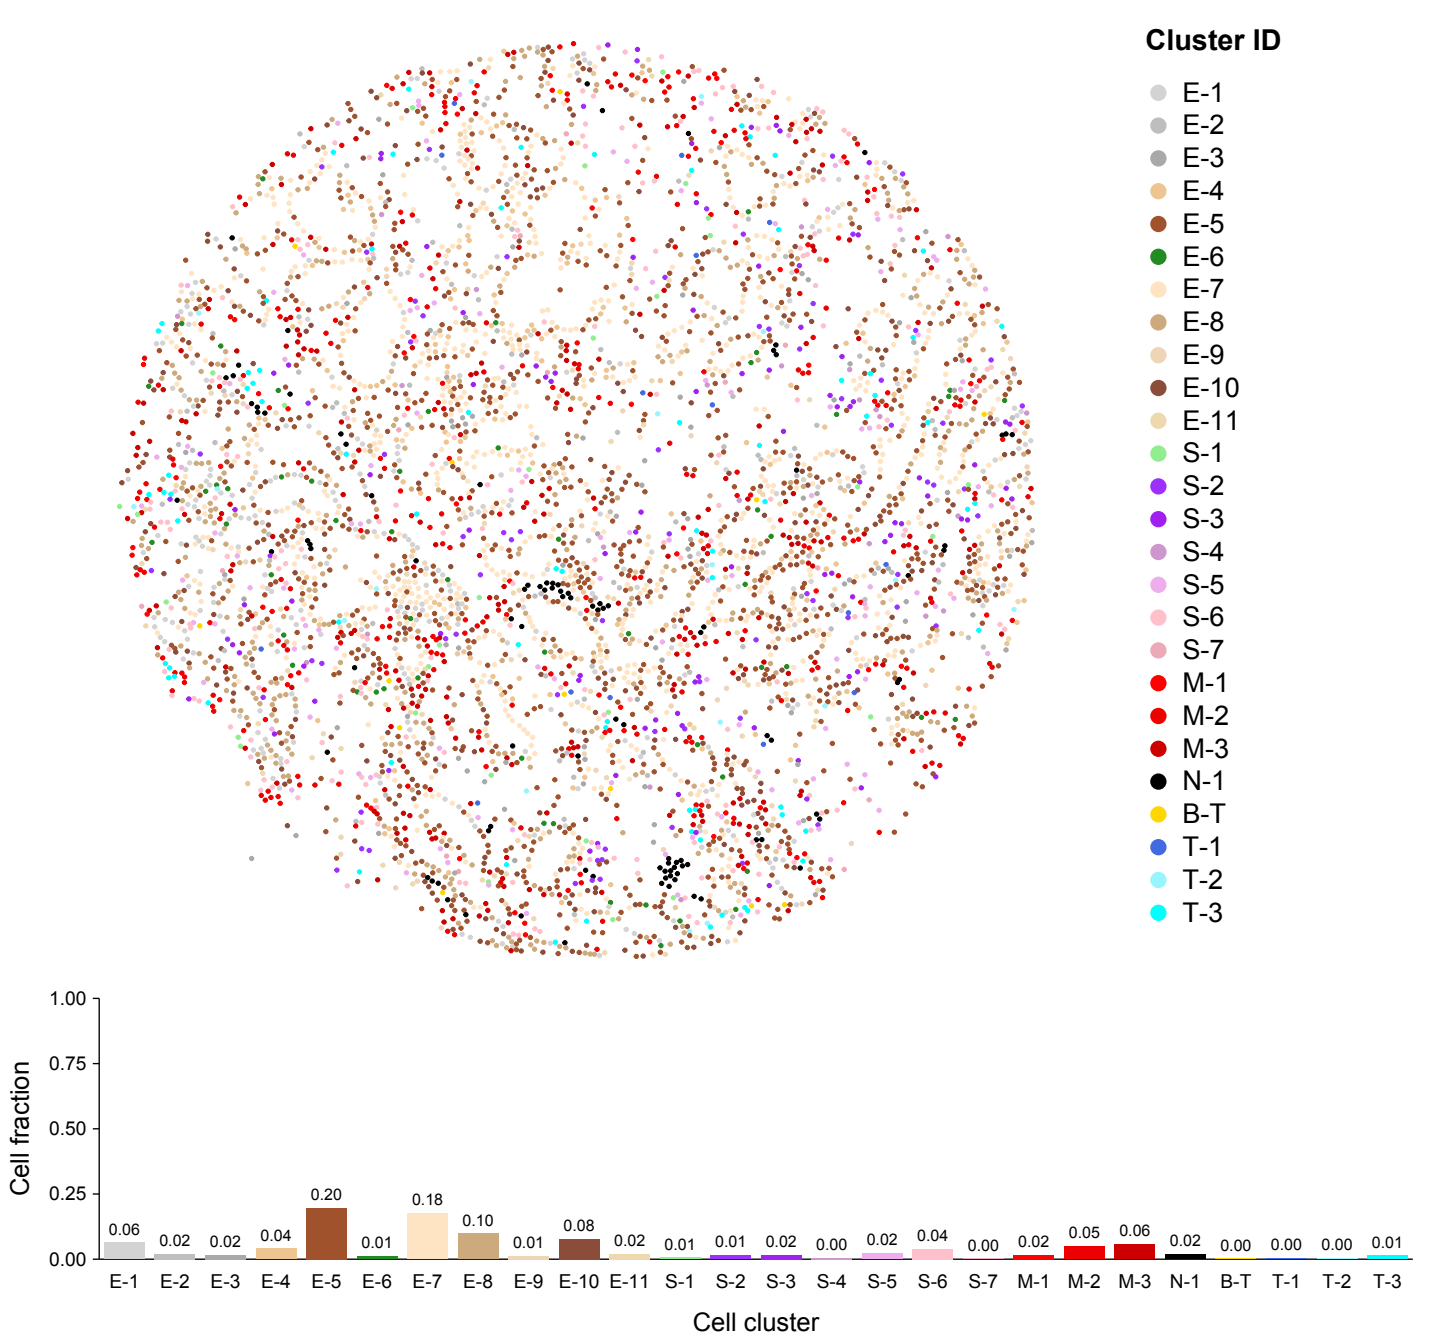 Cluster ID
E-1
E-2
E-3
E-4
E-5
E-6
E-7
E-8
E-9
E-10
E-11
S-1
S-2
S-3
S-4
S-5
S-6
S-7
M-1
M-2
M-3
N-1
B-T
T-1
T-2
T-3
1.00
0.75
0.50
0.25
0.00
Cell fraction
0.06 0.02 0.02 0.04 0.20 0.01 0.18 0.10 0.01 0.08 0.02 0.01 0.01 0.02 0.00 0.02 0.04 0.00 0.02 0.05 0.06 0.02 0.00 0.00 0.00 0.01
E-1 E-2 E-3 E-4 E-5 E-6 E-7 E-8 E-9 E-10 E-11 S-1 S-2 S-3 S-4 S-5 S-6 S-7 M-1 M-2 M-3 N-1 B-T T-1 T-2 T-3
Cell cluster